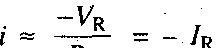 i ≈ −V_R / R = − I_R